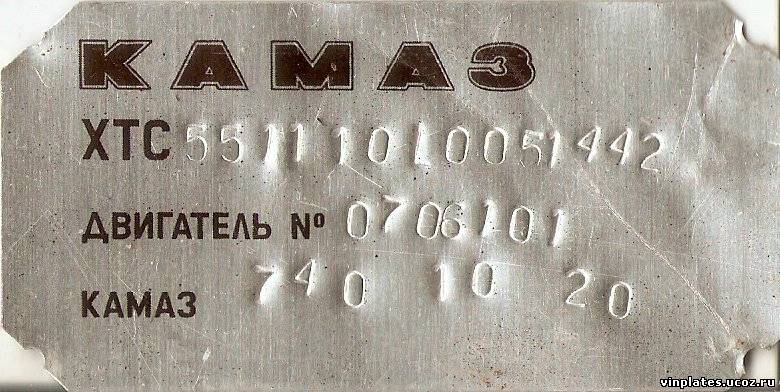 КАМАЗ
ХТС 55111010051442
ДВИГАТЕЛЬ № 0706101
КАМАЗ 740 10 20
vinplates.ucoz.ru